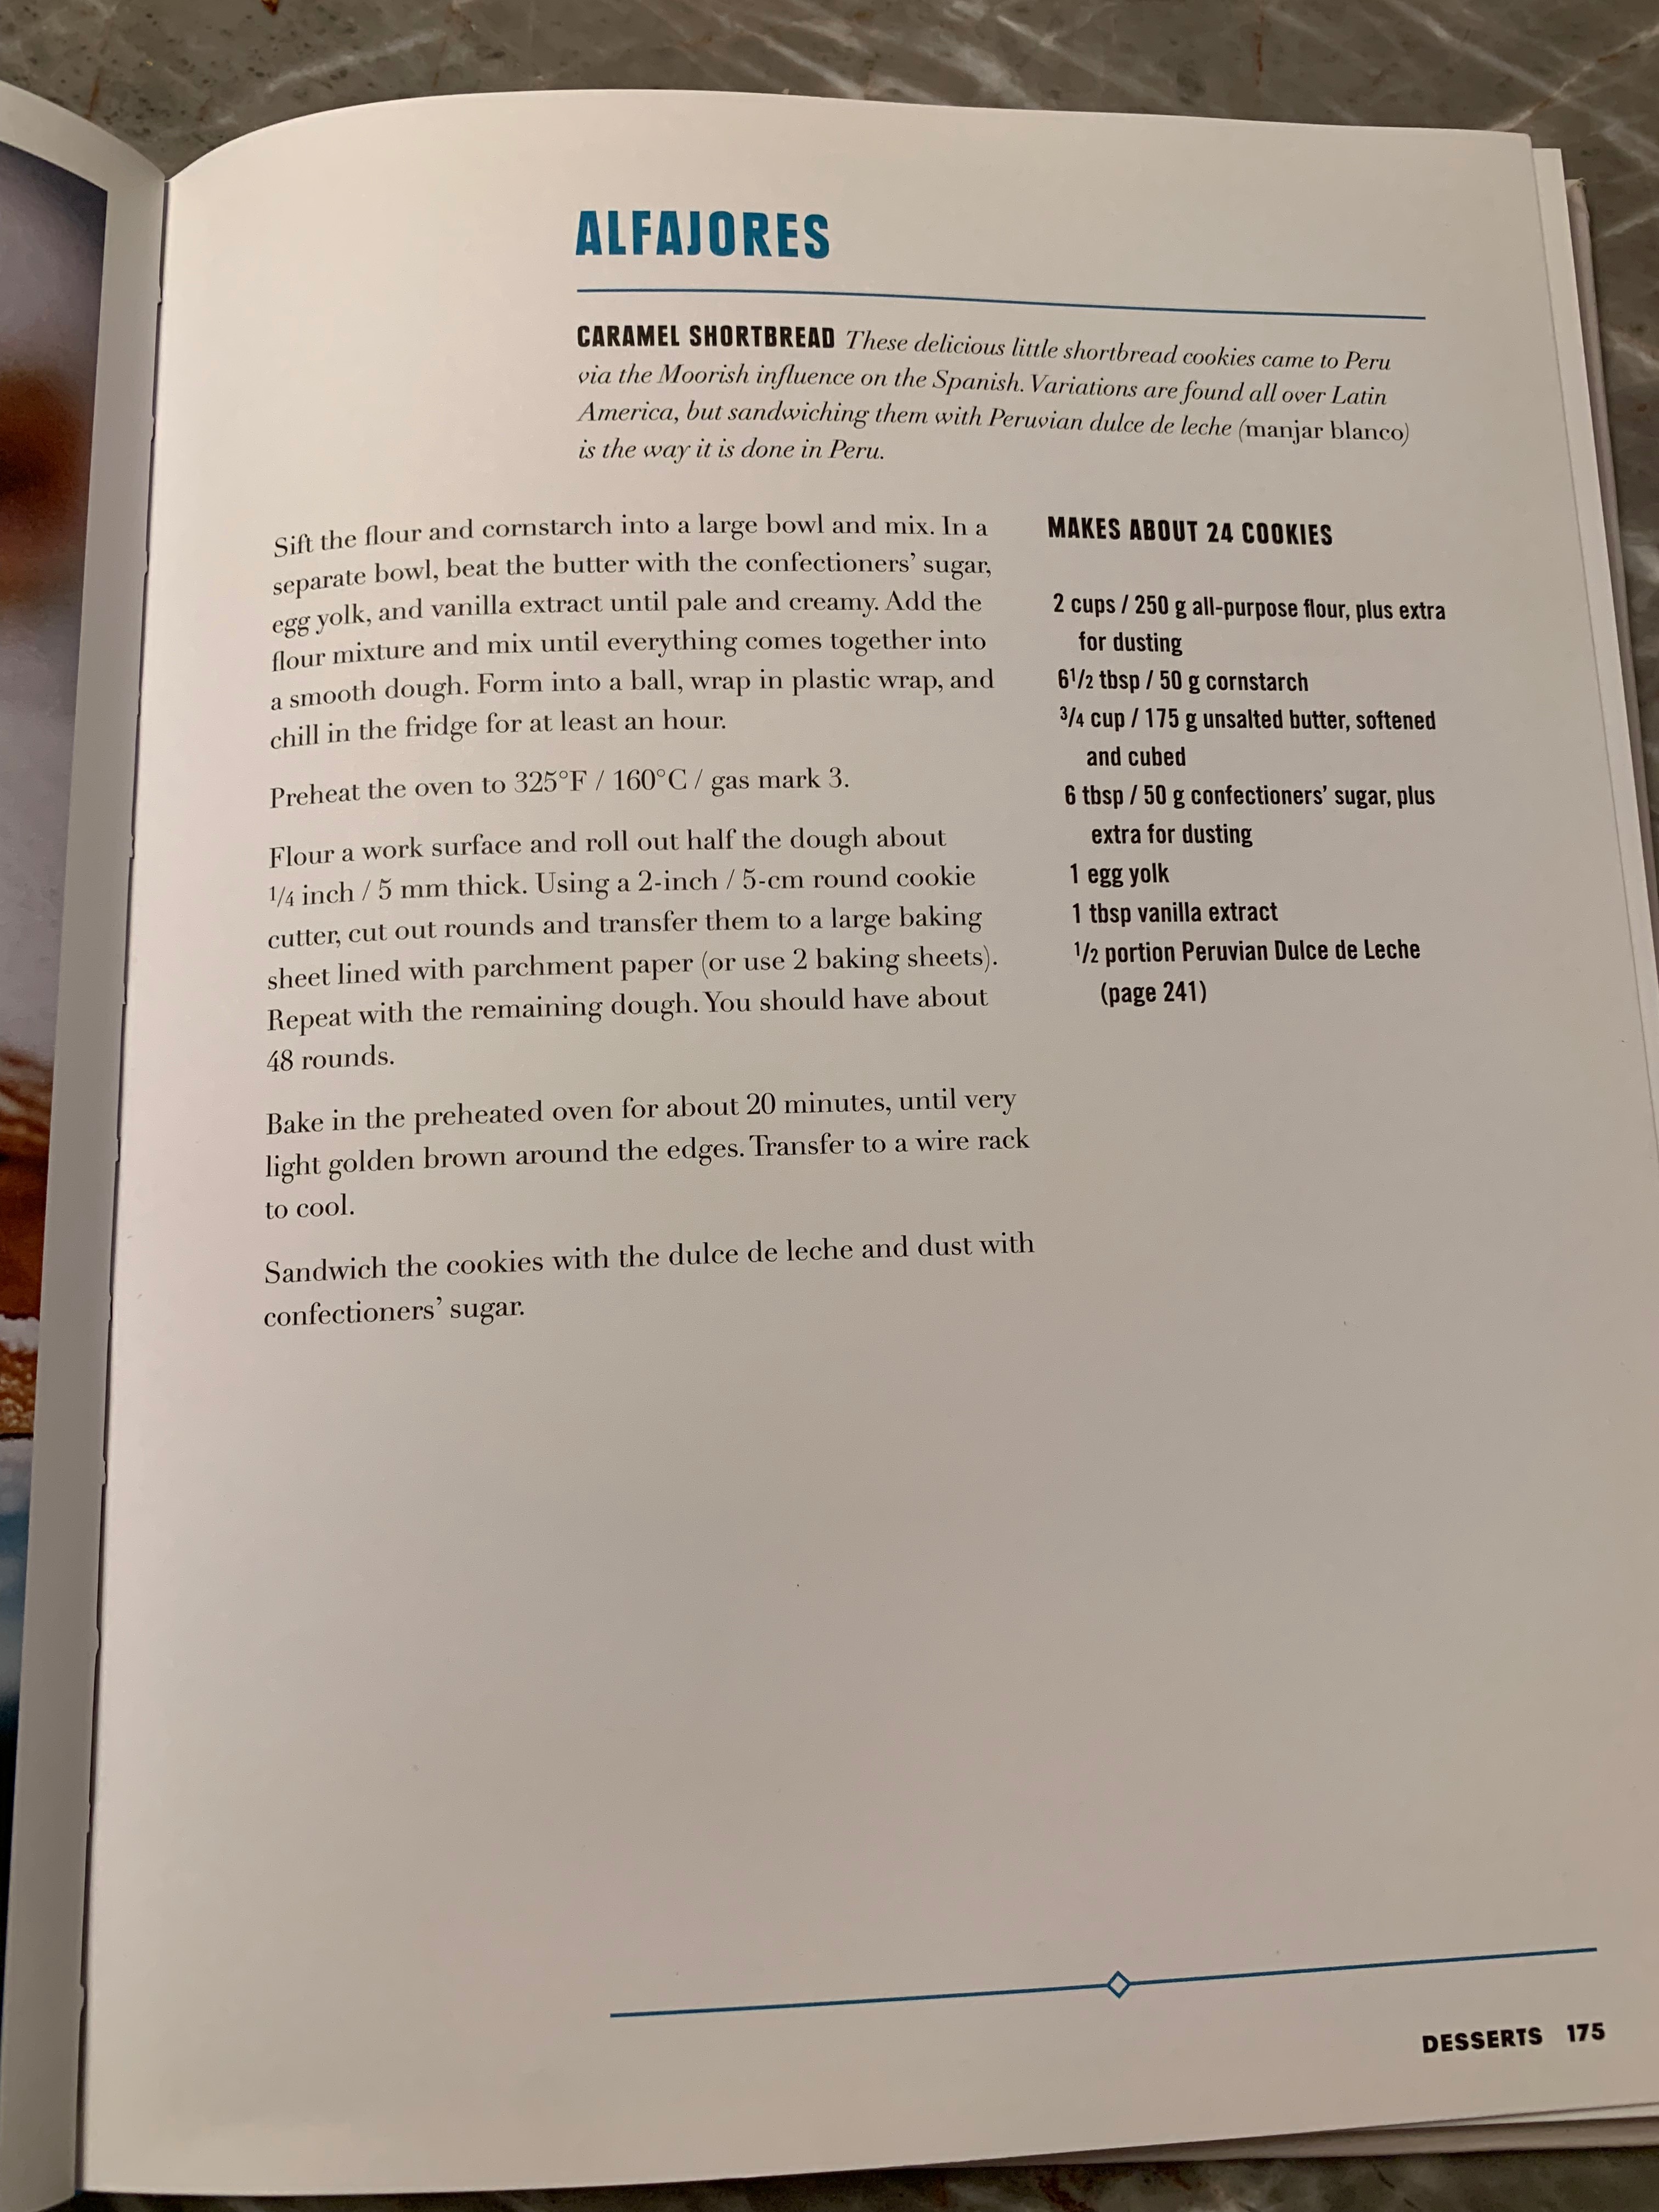 ALFAJORES
CARAMEL SHORTBREAD These delicious little shortbread cookies came to Peru
via the Moorish influence on the Spanish. Variations are found all over Latin
America, but sandwiching them with Peruvian dulce de leche (manjar blanco)
is the way it is done in Peru.
Sift the flour and cornstarch into a large bowl and mix. In a
separate bowl, beat the butter with the confectioners’ sugar,
egg yolk, and vanilla extract until pale and creamy. Add the
flour mixture and mix until everything comes together into
a smooth dough. Form into a ball, wrap in plastic wrap, and
chill in the fridge for at least an hour.
Preheat the oven to 325°F / 160°C / gas mark 3.
Flour a work surface and roll out half the dough about
1/4 inch / 5 mm thick. Using a 2-inch / 5-cm round cookie
cutter, cut out rounds and transfer them to a large baking
sheet lined with parchment paper (or use 2 baking sheets).
Repeat with the remaining dough. You should have about
48 rounds.
Bake in the preheated oven for about 20 minutes, until very
light golden brown around the edges. Transfer to a wire rack
to cool.
Sandwich the cookies with the dulce de leche and dust with
confectioners’ sugar.
MAKES ABOUT 24 COOKIES
2 cups / 250 g all-purpose flour, plus extra
for dusting
6 1/2 tbsp / 50 g cornstarch
3/4 cup / 175 g unsalted butter, softened
and cubed
6 tbsp / 50 g confectioners’ sugar, plus
extra for dusting
1 egg yolk
1 tbsp vanilla extract
1/2 portion Peruvian Dulce de Leche
(page 241)
DESSERTS 175